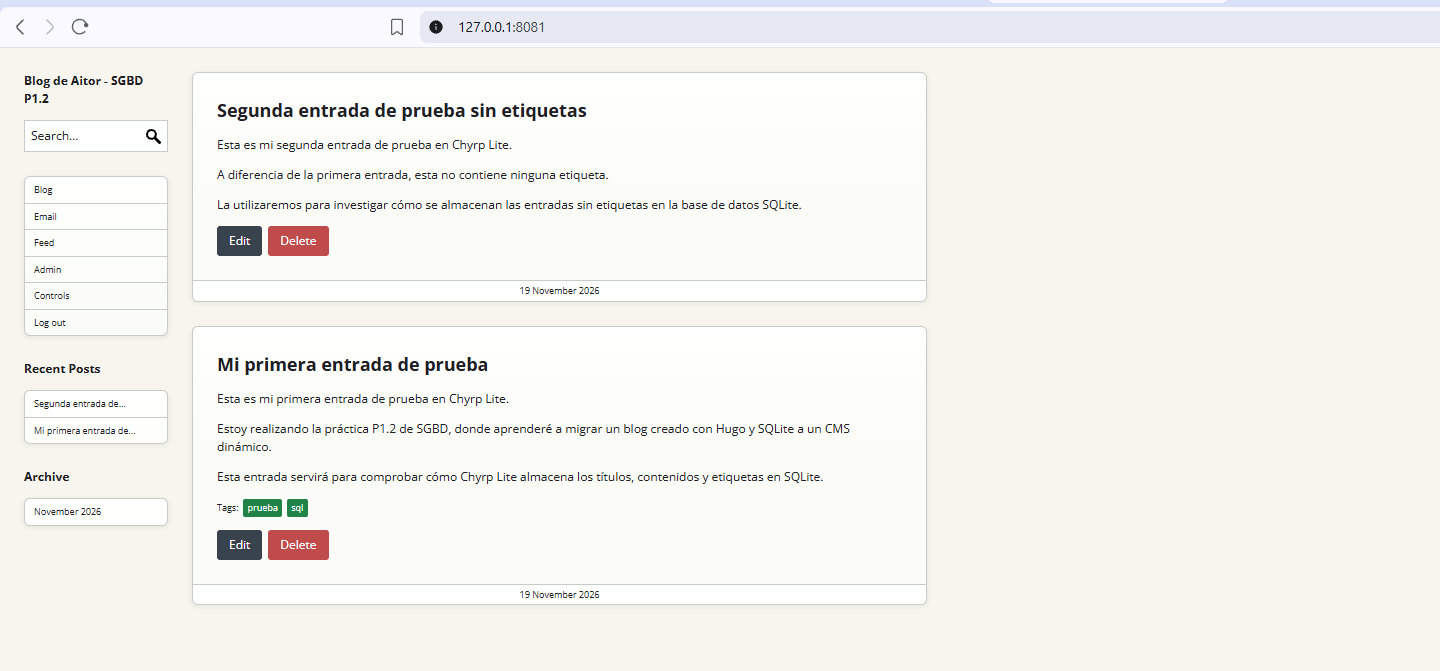 127.0.0.1:8081
Blog de Aitor - SGBD
P1.2
Search...
Blog
Email
Feed
Admin
Controls
Log out
Recent Posts
Segunda entrada de...
Mi primera entrada de...
Archive
November 2026
Segunda entrada de prueba sin etiquetas
Esta es mi segunda entrada de prueba en Chyrp Lite.
A diferencia de la primera entrada, esta no contiene ninguna etiqueta.
La utilizaremos para investigar cómo se almacenan las entradas sin etiquetas en la base de datos SQLite.
Edit Delete
19 November 2026
Mi primera entrada de prueba
Esta es mi primera entrada de prueba en Chyrp Lite.
Estoy realizando la práctica P1.2 de SGBD, donde aprenderé a migrar un blog creado con Hugo y SQLite a un CMS
dinámico.
Esta entrada servirá para comprobar cómo Chyrp Lite almacena los títulos, contenidos y etiquetas en SQLite.
Tags: prueba sql
Edit Delete
19 November 2026